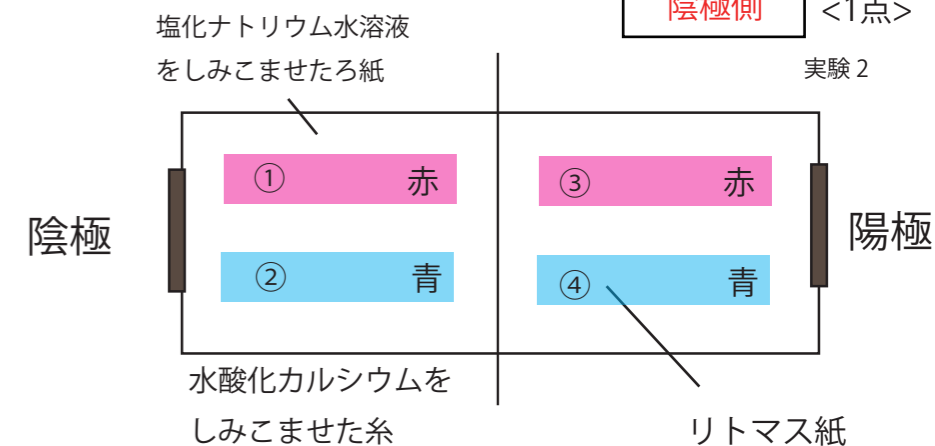 陰極側
<1点>
塩化ナトリウム水溶液
をしみこませたろ紙
実験 2
① 赤
③ 赤
陰極
陽極
② 青
④ 青
水酸化カルシウムを
しみこませた糸
リトマス紙